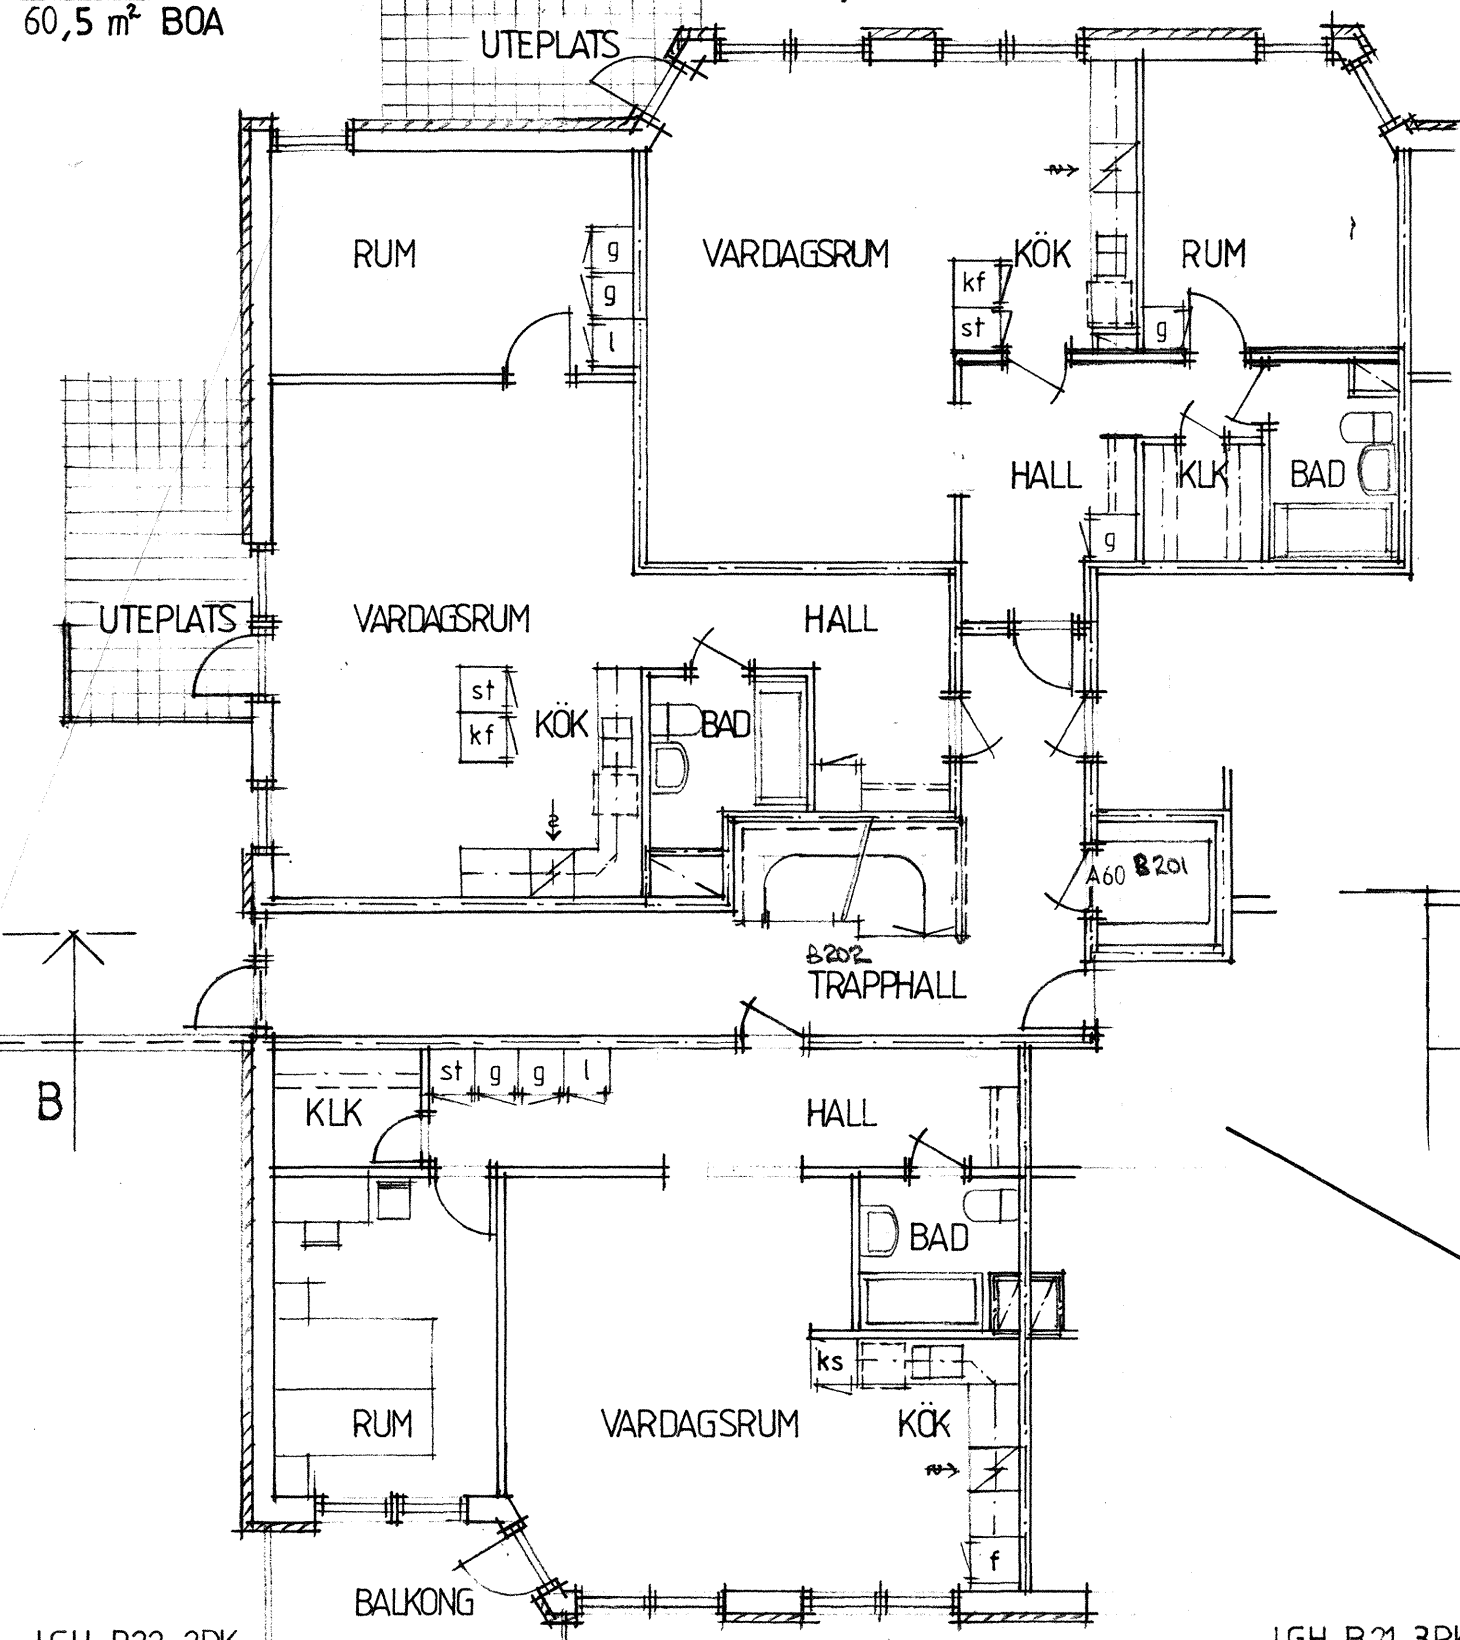 60,5 m² BOA
UTEPLATS
RUM
g
g
l
VARDAGSRUM
kf
st
KÖK
RUM
g
HALL
KLK
BAD
g
UTEPLATS
VARDAGSRUM
HALL
st
kf
KÖK
BAD
A60 B201
B202
TRAPPHALL
B
KLK
st g g l
HALL
BAD
ks
RUM
VARDAGSRUM
KÖK
f
BALKONG